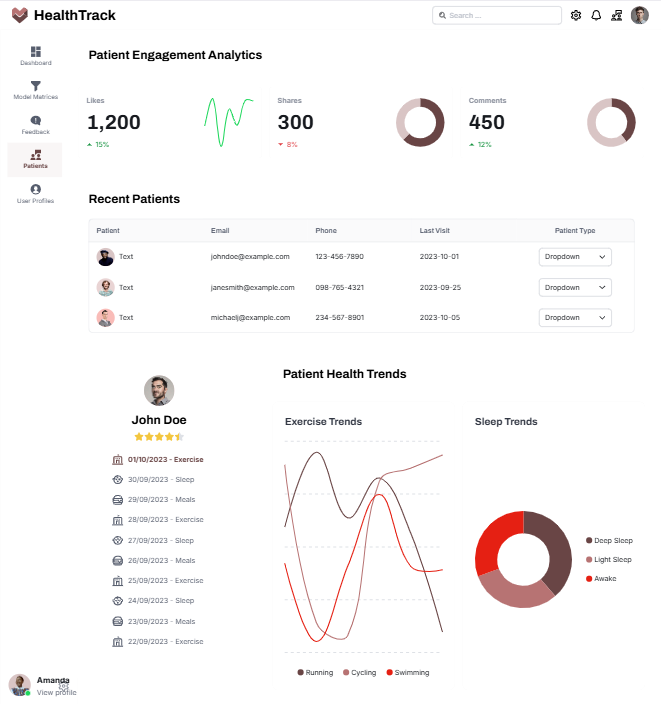 HealthTrack
Search ...
Dashboard
Model Matrices
Feedback
Patients
User Profiles
Patient Engagement Analytics
Likes
1,200
15%
Shares
300
8%
Comments
450
12%
Recent Patients
Patient Email Phone Last Visit Patient Type
Text johndoe@example.com 123-456-7890 2023-10-01 Dropdown
Text janesmith@example.com 098-765-4321 2023-09-25 Dropdown
Text michaelj@example.com 234-567-8901 2023-10-05 Dropdown
John Doe
01/10/2023 - Exercise
30/09/2023 - Sleep
29/09/2023 - Meals
28/09/2023 - Exercise
27/09/2023 - Sleep
26/09/2023 - Meals
25/09/2023 - Exercise
24/09/2023 - Sleep
23/09/2023 - Meals
22/09/2023 - Exercise
Patient Health Trends
Exercise Trends
Running Cycling Swimming
Sleep Trends
Deep Sleep
Light Sleep
Awake
Amanda
View profile